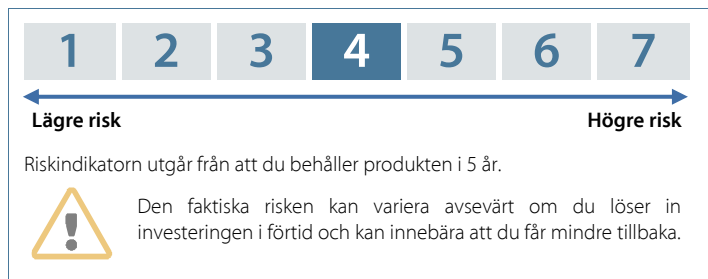 1 2 3 4 5 6 7
Lägre risk Högre risk
Riskindikatorn utgår från att du behåller produkten i 5 år.
Den faktiska risken kan variera avsevärt om du löser in
investeringen i förtid och kan innebära att du får mindre tillbaka.